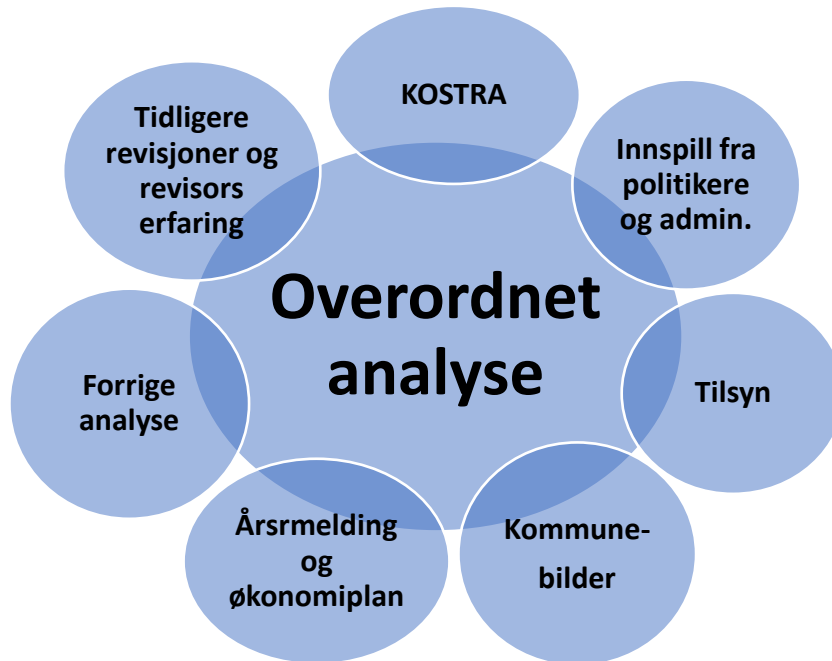 KOSTRA
Tidligere
revisjoner og
revisors
erfaring
Innspill fra
politikere
og admin.
Overordnet
analyse
Forrige
analyse
Tilsyn
Årsrmelding
og
økonomiplan
Kommune-
bilder